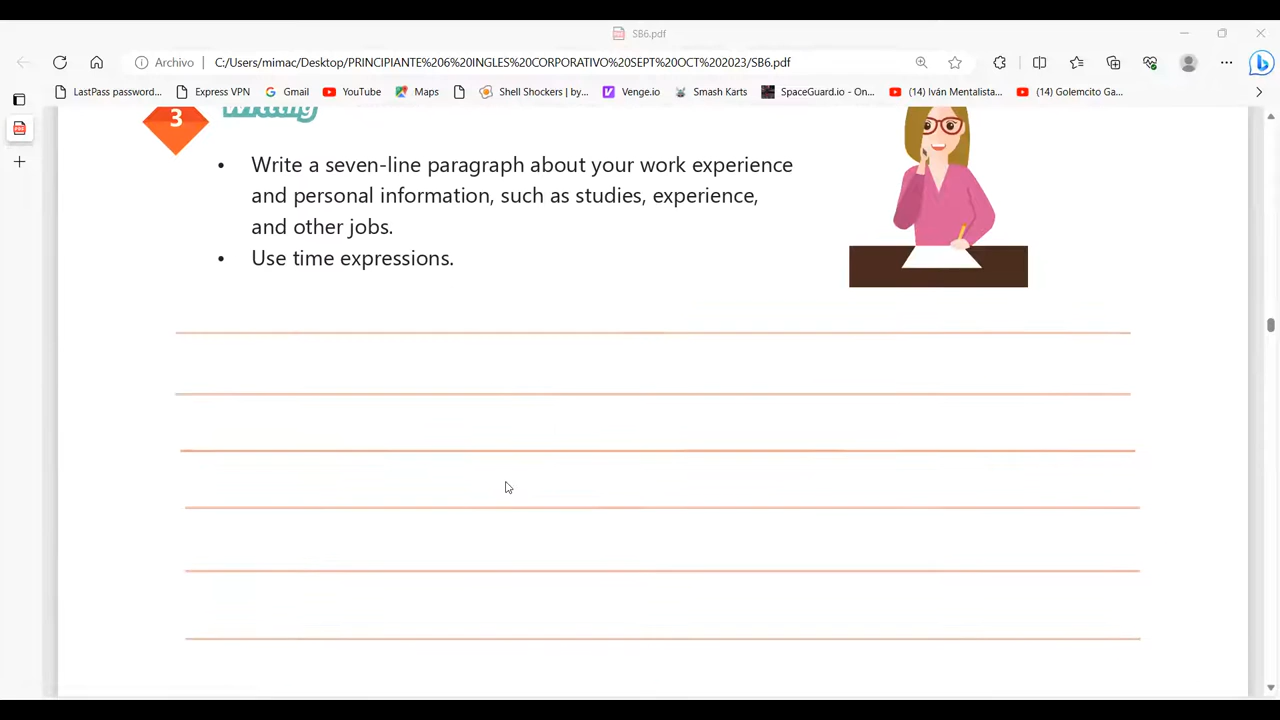 SB6.pdf
Archivo
C:/Users/mimac/Desktop/PRINCIPIANTE%206%20INGLES%20CORPORATIVO%20SEPT%20OCT%202023/SB6.pdf
LastPass password... Express VPN Gmail YouTube Maps Shell Shockers | by... Venge.io Smash Karts SpaceGuard.io - On... (14) Iván Mentalista... (14) Golemcito Ga...
3 Writing
• Write a seven-line paragraph about your work experience
and personal information, such as studies, experience,
and other jobs.
• Use time expressions.